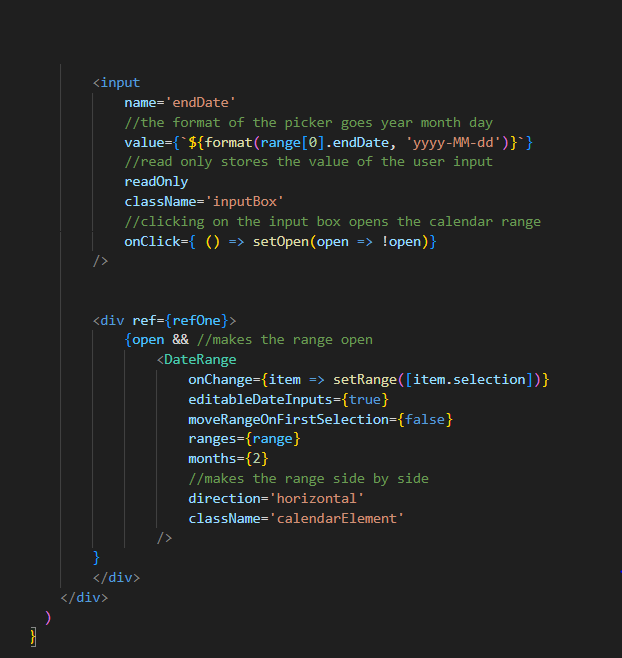 <input
name='endDate'
//the format of the picker goes year month day
value={`${format(range[0].endDate, 'yyyy-MM-dd')}`}
//read only stores the value of the user input
readOnly
className='inputBox'
//clicking on the input box opens the calendar range
onClick={ () => setOpen(open => !open)}
/>
<div ref={refOne}>
{open && //makes the range open
<DateRange
onChange={item => setRange([item.selection])}
editableDateInputs={true}
moveRangeOnFirstSelection={false}
ranges={range}
months={2}
//makes the range side by side
direction='horizontal'
className='calendarElement'
/>
}
</div>
</div>
)
}